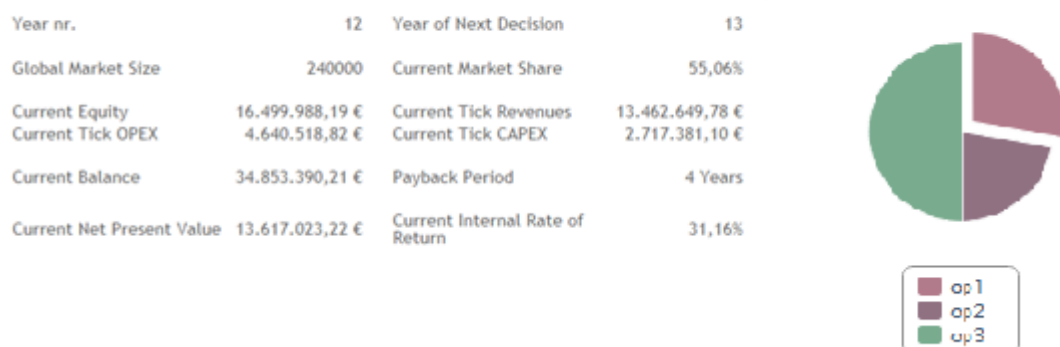 Year nr. 12 Year of Next Decision 13
Global Market Size 240000 Current Market Share 55,06%
Current Equity 16.499.988,19 € Current Tick Revenues 13.462.649,78 €
Current Tick OPEX 4.640.518,82 € Current Tick CAPEX 2.717.381,10 €
Current Balance 34.853.390,21 € Payback Period 4 Years
Current Net Present Value 13.617.023,22 € Current Internal Rate of Return 31,16%
op1
op2
op3